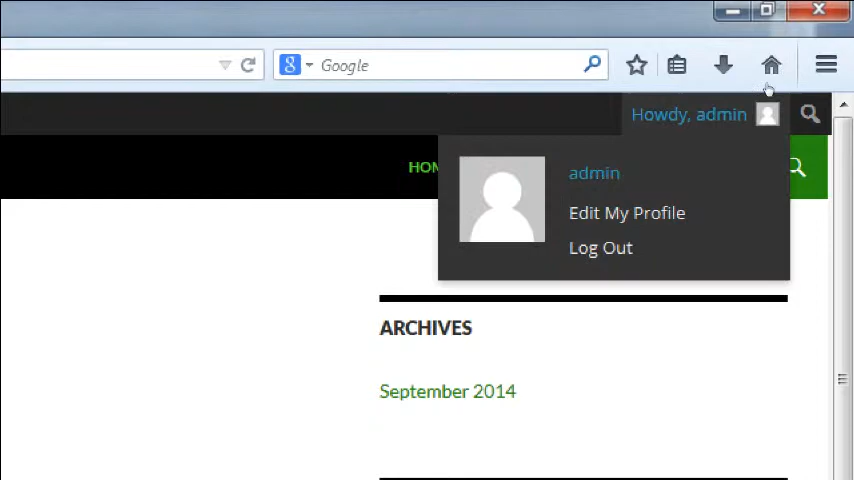 Google
Howdy, admin
HOM
admin
Edit My Profile
Log Out
ARCHIVES
September 2014